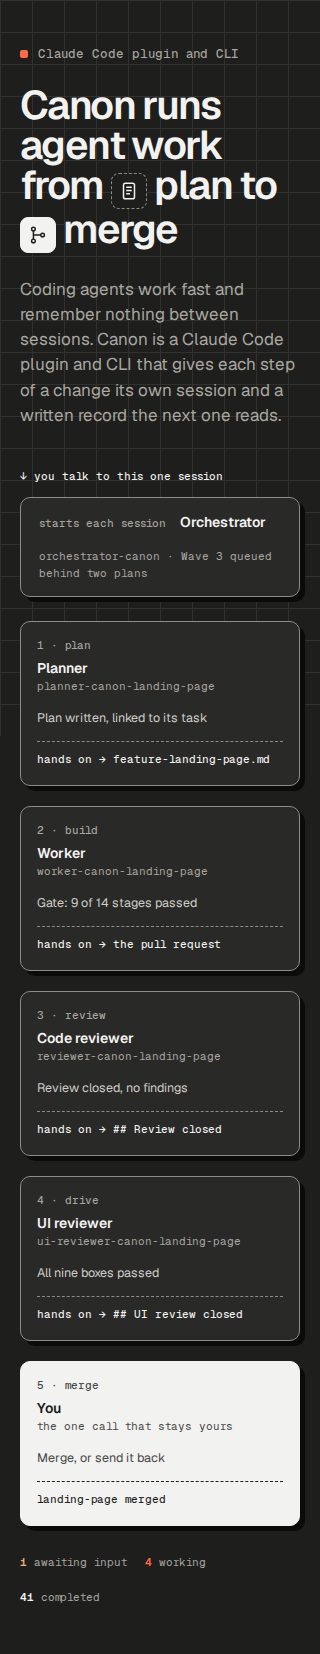 Claude Code plugin and CLI
Canon runs
agent work
from plan to
merge
Coding agents work fast and
remember nothing between
sessions. Canon is a Claude Code
plugin and CLI that gives each step
of a change its own session and a
written record the next one reads.
↓ you talk to this one session
starts each session Orchestrator
orchestrator-canon · Wave 3 queued
behind two plans
1 · plan
Planner
planner-canon-landing-page
Plan written, linked to its task
hands on → feature-landing-page.md
2 · build
Worker
worker-canon-landing-page
Gate: 9 of 14 stages passed
hands on → the pull request
3 · review
Code reviewer
reviewer-canon-landing-page
Review closed, no findings
hands on → ## Review closed
4 · drive
UI reviewer
ui-reviewer-canon-landing-page
All nine boxes passed
hands on → ## UI review closed
5 · merge
You
the one call that stays yours
Merge, or send it back
landing-page merged
1 awaiting input 4 working
41 completed